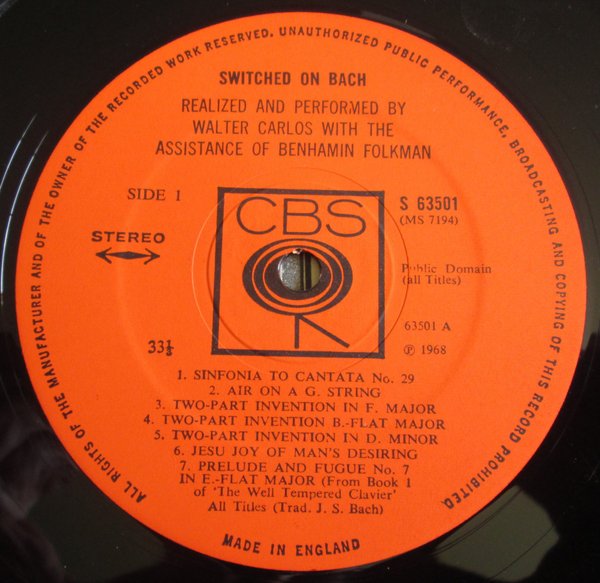 ALL RIGHTS OF THE MANUFACTURER AND OF THE OWNER OF THE RECORDED WORK RESERVED. UNAUTHORIZED PUBLIC PERFORMANCE, BROADCASTING AND COPYING OF THIS RECORD PROHIBITED.
SWITCHED ON BACH
REALIZED AND PERFORMED BY
WALTER CARLOS WITH THE
ASSISTANCE OF BENHAMIN FOLKMAN
SIDE 1
CBS
S 63501
(MS 7194)
STEREO
Public Domain
(all Titles)
63501 A
33⅓
℗ 1968
1. SINFONIA TO CANTATA No. 29
2. AIR ON A G. STRING
3. TWO-PART INVENTION IN F. MAJOR
4. TWO-PART INVENTION B.-FLAT MAJOR
5. TWO-PART INVENTION IN D. MINOR
6. JESU JOY OF MAN'S DESIRING
7. PRELUDE AND FUGUE No. 7
IN E.-FLAT MAJOR (From Book 1
of 'The Well Tempered Clavier'
All Titles (Trad. J. S. Bach)
MADE IN ENGLAND